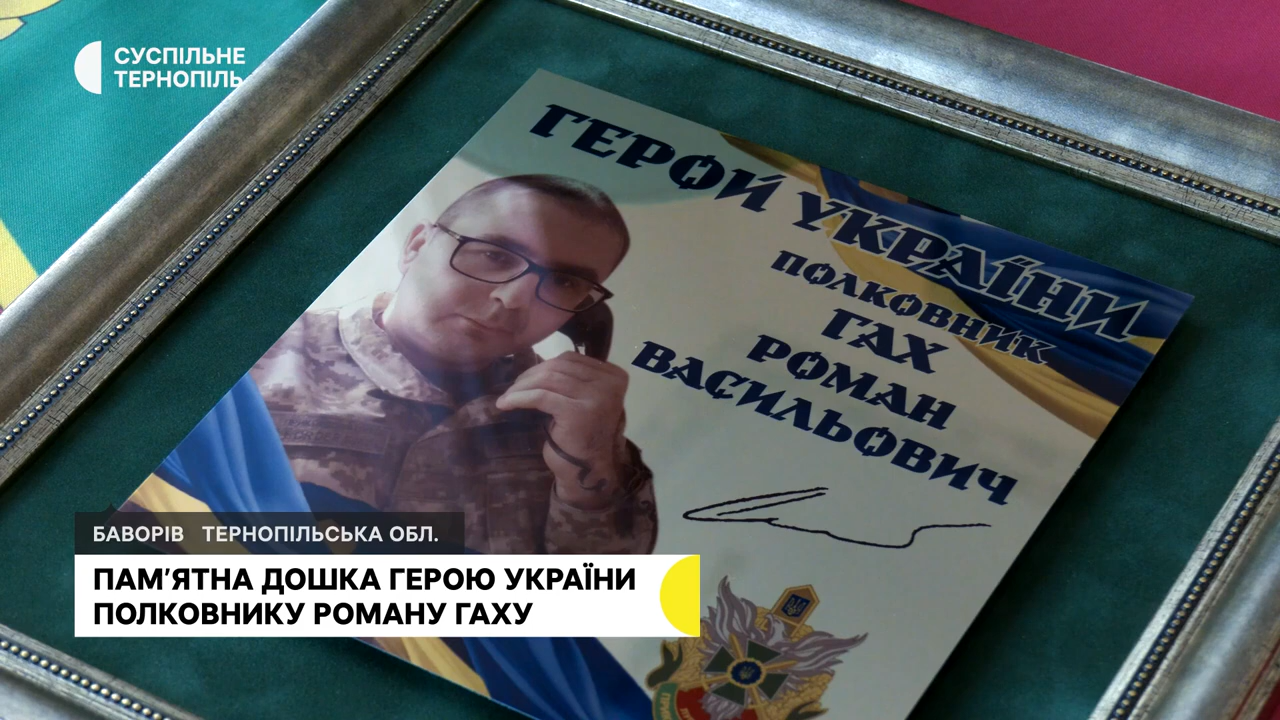 СУСПІЛЬНЕ
ТЕРНОПІЛЬ
ГЕРОЙ УКРАЇНИ
ПОЛКОВНИК
ГАХ
РОМАН
ВАСИЛЬОВИЧ
БАВОРІВ ТЕРНОПІЛЬСЬКА ОБЛ.
ПАМ’ЯТНА ДОШКА ГЕРОЮ УКРАЇНИ
ПОЛКОВНИКУ РОМАНУ ГАХУ